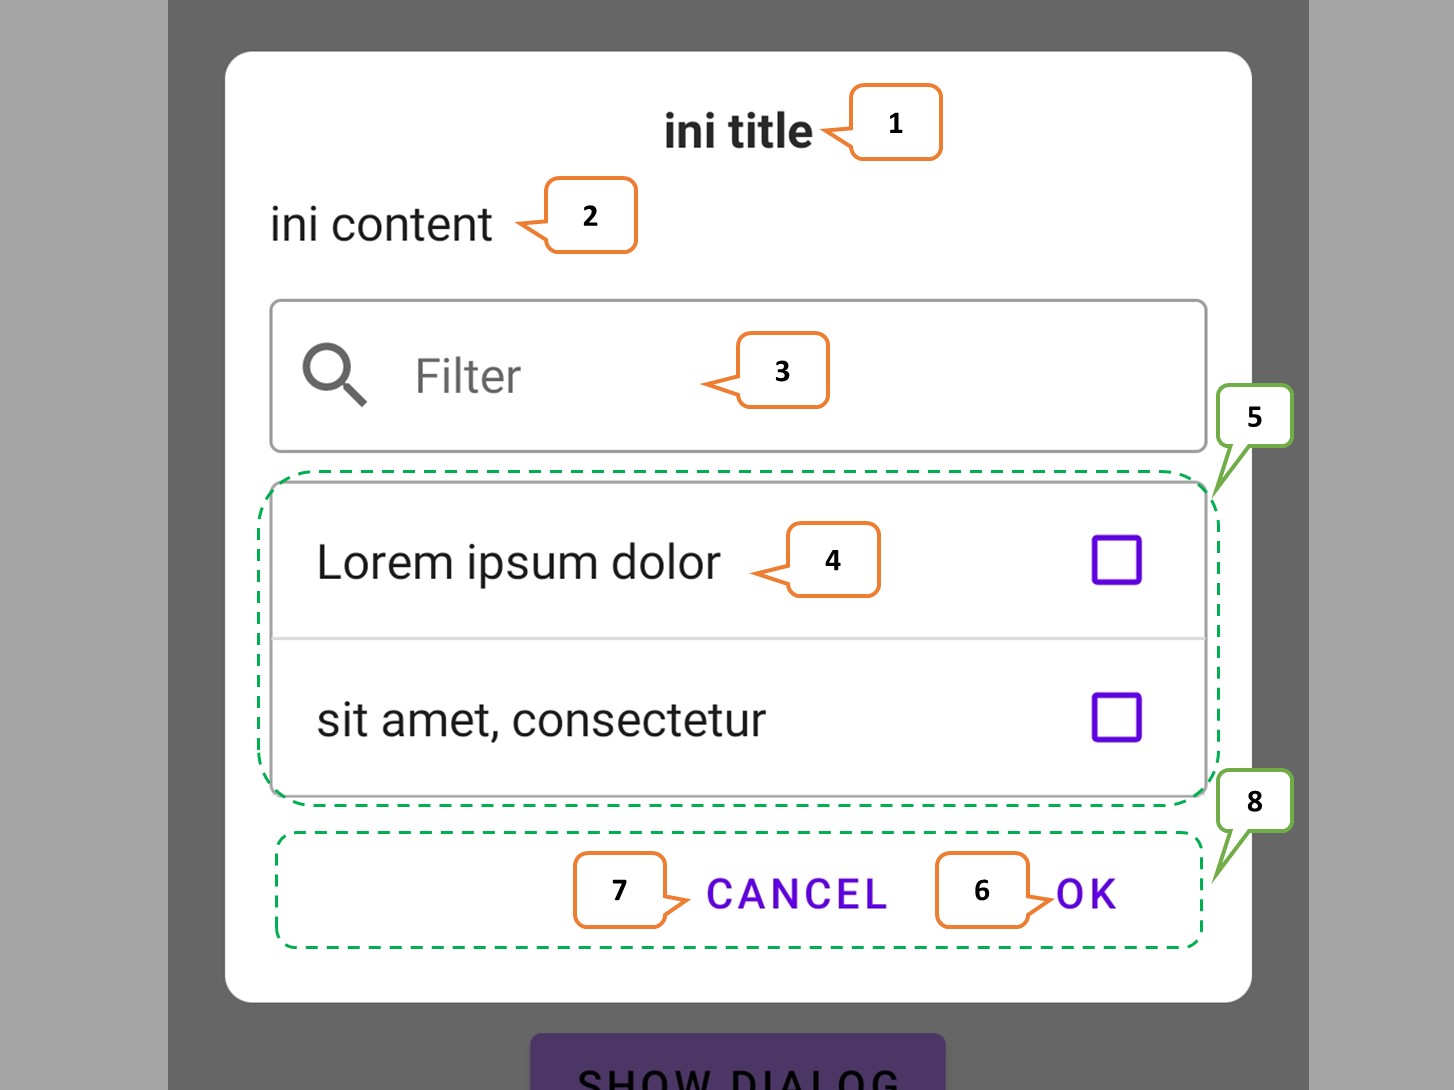 ini title
1
ini content
2
Filter
3
5
Lorem ipsum dolor
4
sit amet, consectetur
8
7
CANCEL
6
OK
SHOW DIALOG